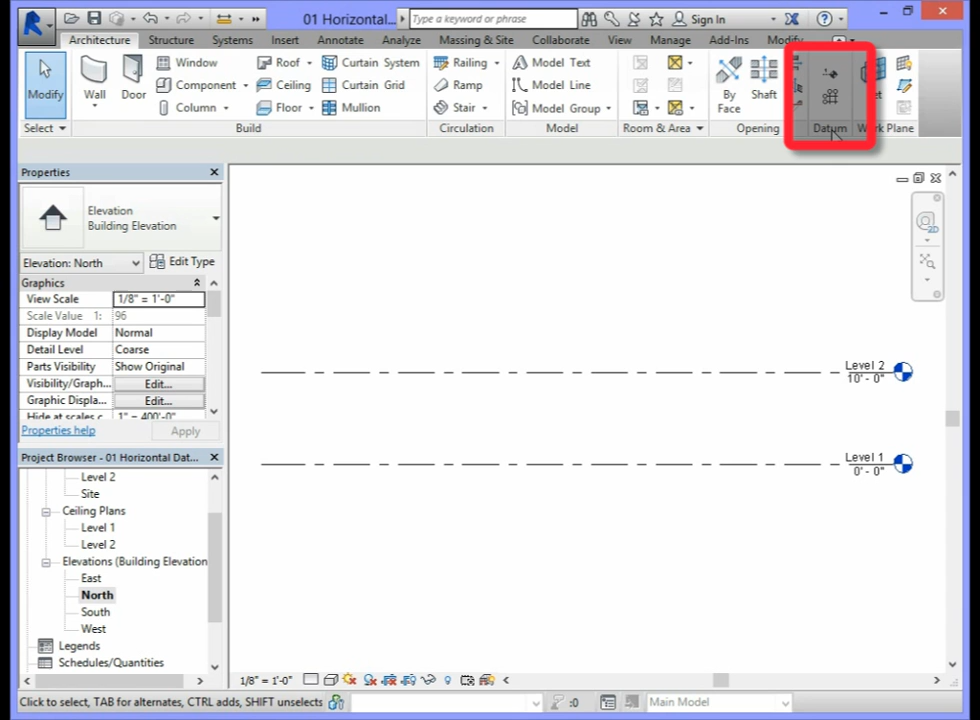 01 Horizontal...
Type a keyword or phrase
Sign In
Architecture Structure Systems Insert Annotate Analyze Massing & Site Collaborate View Manage Add-Ins Modify
Modify
Wall
Door
Window
Component
Column
Roof
Ceiling
Floor
Curtain System
Curtain Grid
Mullion
Railing
Ramp
Stair
Model Text
Model Line
Model Group
By
Face
Shaft
Select Build Circulation Model Room & Area Opening Datum Work Plane
Properties
Elevation
Building Elevation
Elevation: North Edit Type
Graphics
View Scale 1/8" = 1'-0"
Scale Value 1: 96
Display Model Normal
Detail Level Coarse
Parts Visibility Show Original
Visibility/Graph... Edit...
Graphic Displa... Edit...
Hide at scales c 1" = 400'-0"
Properties help Apply
Project Browser - 01 Horizontal Dat...
Level 2
Site
Ceiling Plans
Level 1
Level 2
Elevations (Building Elevation
East
North
South
West
Legends
Schedules/Quantities
Level 2
10' - 0"
Level 1
0' - 0"
2D
1/8" = 1'-0"
Click to select, TAB for alternates, CTRL adds, SHIFT unselects
:0
Main Model